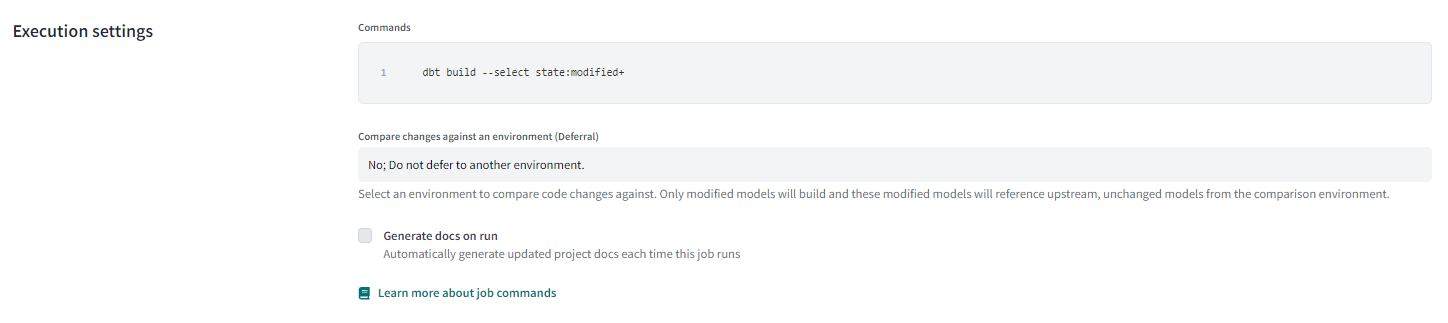 Execution settings
Commands
1 dbt build --select state:modified+
Compare changes against an environment (Deferral)
No; Do not defer to another environment.
Select an environment to compare code changes against. Only modified models will build and these modified models will reference upstream, unchanged models from the comparison environment.
Generate docs on run
Automatically generate updated project docs each time this job runs
Learn more about job commands